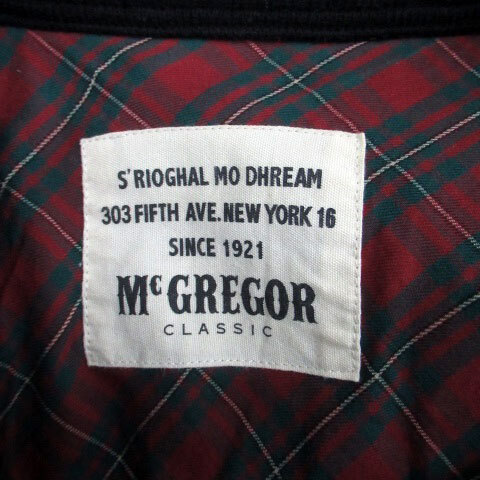 S'RIOGHAL MO DHREAM
303 FIFTH AVE. NEW YORK 16
SINCE 1921
McGREGOR
CLASSIC